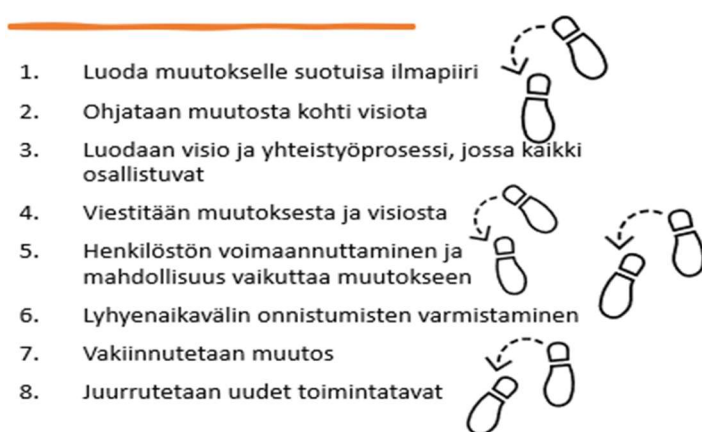 1. Luoda muutokselle suotuisa ilmapiiri
2. Ohjataan muutosta kohti visiota
3. Luodaan visio ja yhteistyöprosessi, jossa kaikki
osallistuvat
4. Viestitään muutoksesta ja visiosta
5. Henkilöstön voimaannuttaminen ja
mahdollisuus vaikuttaa muutokseen
6. Lyhyenaikavälin onnistumisten varmistaminen
7. Vakiinnutetaan muutos
8. Juurrutetaan uudet toimintatavat